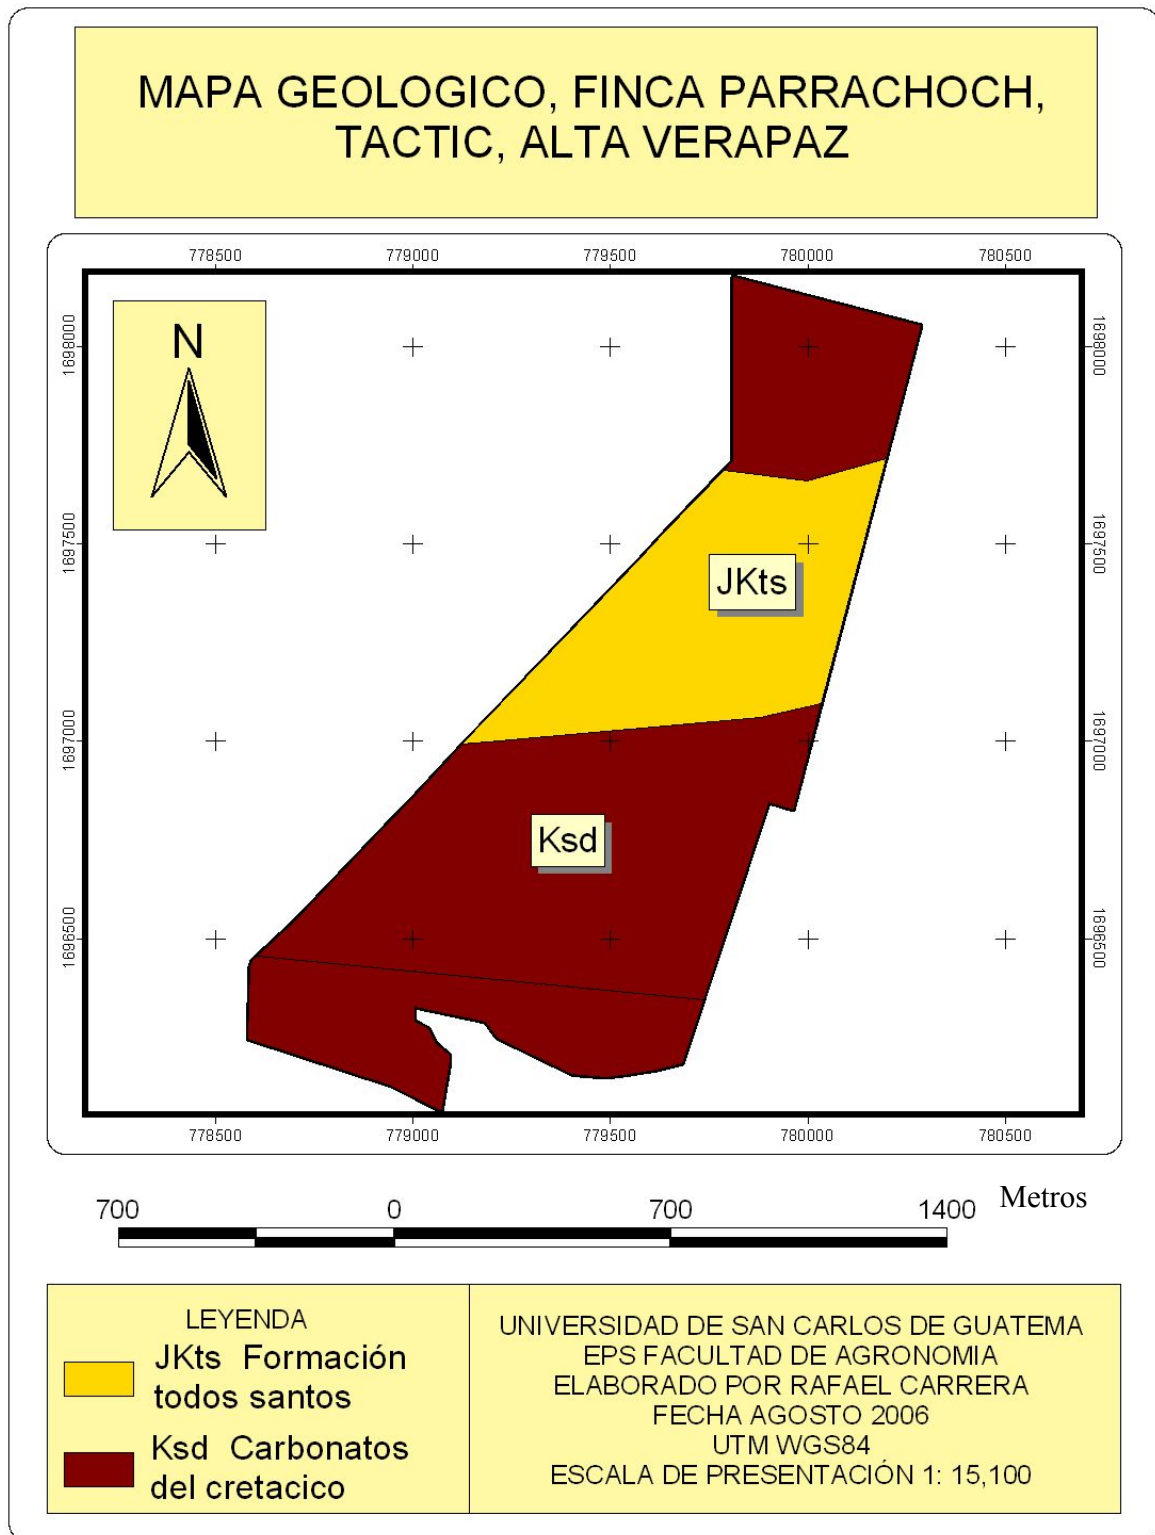 MAPA GEOLOGICO, FINCA PARRACHOCH,
TACTIC, ALTA VERAPAZ
778500 779000 779500 780000 780500
N
1698000 1698000
1697500 1697500
JKts
1697000 1697000
Ksd
1696500 1696500
778500 779000 779500 780000 780500
700 0 700 1400 Metros
LEYENDA
JKts Formación
todos santos
Ksd Carbonatos
del cretacico
UNIVERSIDAD DE SAN CARLOS DE GUATEMA
EPS FACULTAD DE AGRONOMIA
ELABORADO POR RAFAEL CARRERA
FECHA AGOSTO 2006
UTM WGS84
ESCALA DE PRESENTACIÓN 1: 15,100